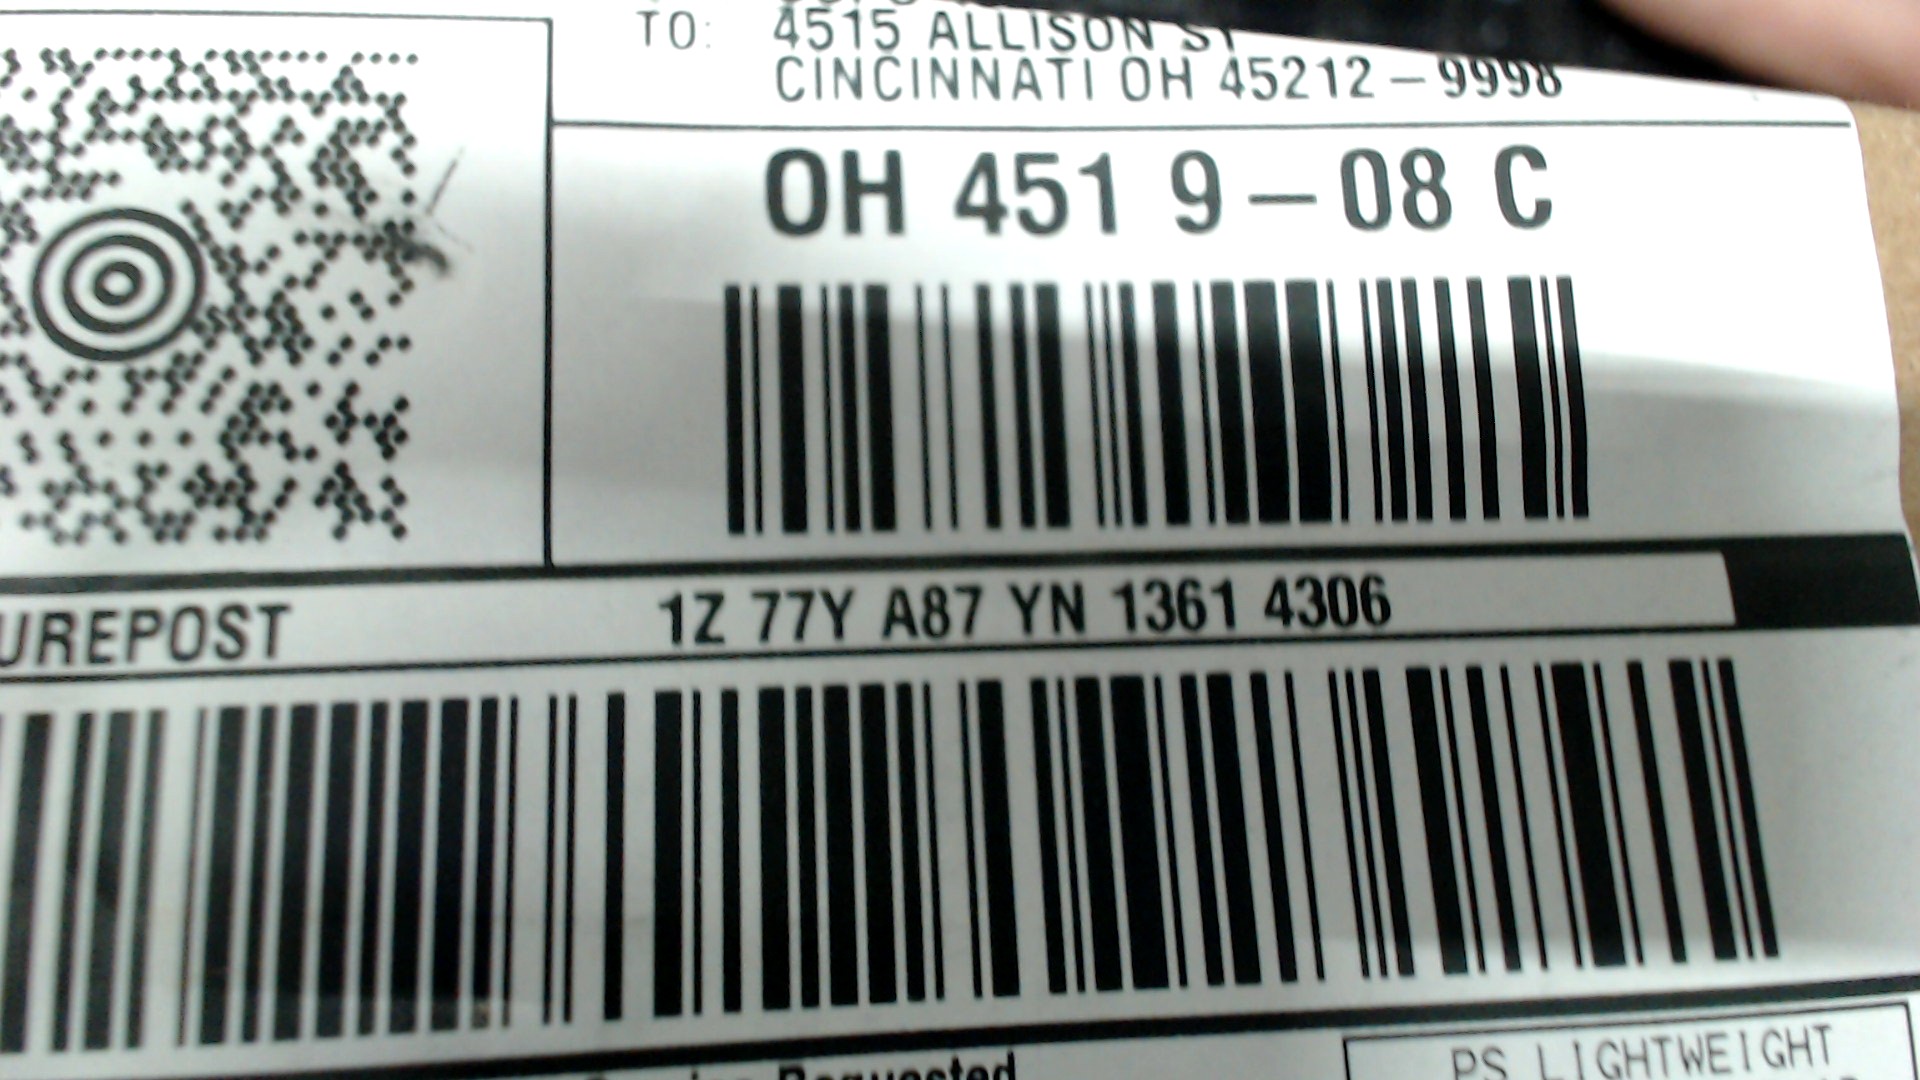 TO: 4515 ALLISON ST
CINCINNATI OH 45212-9998
OH 451 9-08 C
UREPOST 1Z 77Y A87 YN 1361 4306
Requested
PS LIGHTWEIGHT